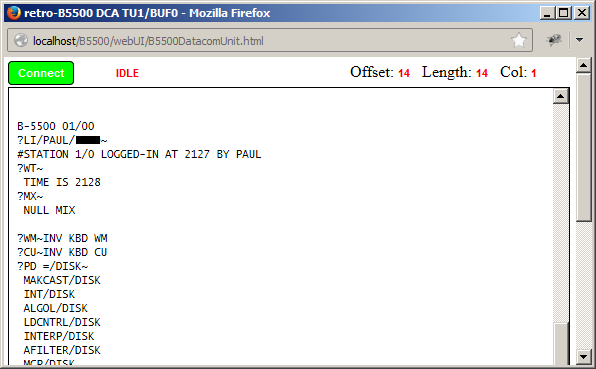 retro-B5500 DCA TU1/BUF0 - Mozilla Firefox
localhost/B5500/webUI/B5500DatacomUnit.html
Connect IDLE Offset: 14 Length: 14 Col: 1
B-5500 01/00
?LI/PAUL/ ~
#STATION 1/0 LOGGED-IN AT 2127 BY PAUL
?WT~
TIME IS 2128
?MX~
NULL MIX
?WM~INV KBD WM
?CU~INV KBD CU
?PD =/DISK~
MAKCAST/DISK
INT/DISK
ALGOL/DISK
LDCNTRL/DISK
INTERP/DISK
AFILTER/DISK
MCP/DISK